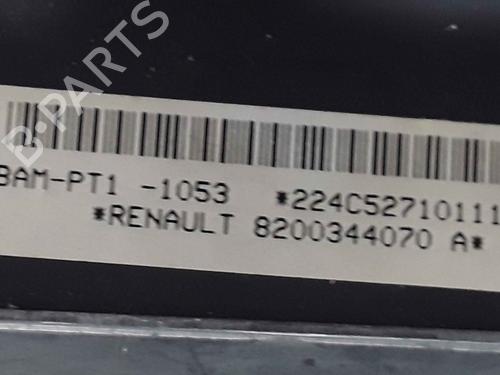 B-PARTS
BAM-PT1 -1053 *224C52710111
*RENAULT 8200344070 A*